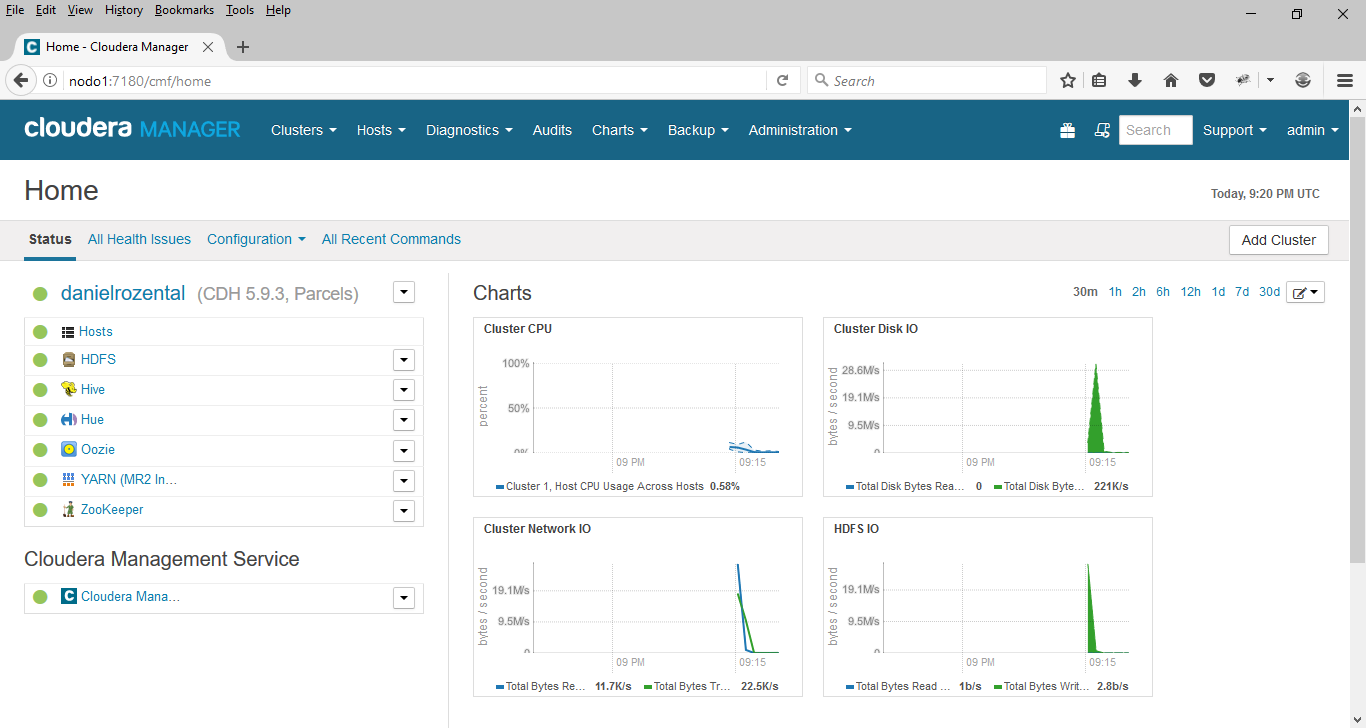 File Edit View History Bookmarks Tools Help
Home - Cloudera Manager
nodo1:7180/cmf/home
Search
cloudera MANAGER Clusters Hosts Diagnostics Audits Charts Backup Administration Search Support admin
Home
Today, 9:20 PM UTC
Status All Health Issues Configuration All Recent Commands Add Cluster
danielrozental (CDH 5.9.3, Parcels)
Hosts
HDFS
Hive
Hue
Oozie
YARN (MR2 In...
ZooKeeper
Cloudera Management Service
Cloudera Mana...
Charts
30m 1h 2h 6h 12h 1d 7d 30d
Cluster CPU
percent
100%
50%
0%
09 PM 09:15
Cluster 1, Host CPU Usage Across Hosts 0.58%
Cluster Disk IO
bytes / second
28.6M/s
19.1M/s
9.5M/s
0
09 PM 09:15
Total Disk Bytes Rea... 0 Total Disk Byte... 221K/s
Cluster Network IO
bytes / second
19.1M/s
9.5M/s
0
09 PM 09:15
Total Bytes Re... 11.7K/s Total Bytes Tr... 22.5K/s
HDFS IO
bytes / second
19.1M/s
9.5M/s
0
09 PM 09:15
Total Bytes Read ... 1b/s Total Bytes Writ... 2.8b/s